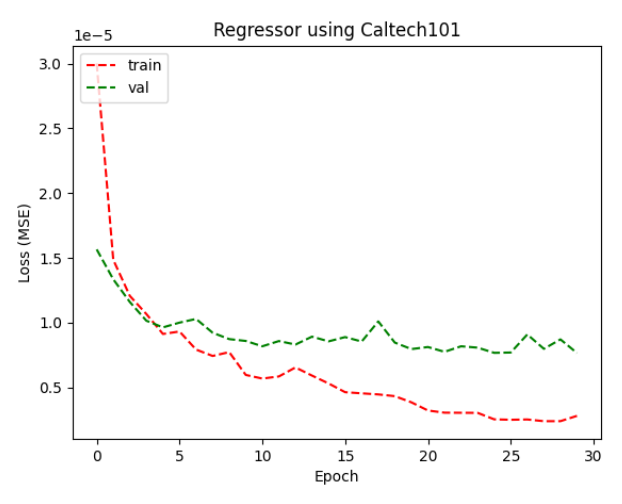 Regressor using Caltech101
1e−5
train
val
3.0
2.5
2.0
1.5
1.0
0.5
Loss (MSE)
0 5 10 15 20 25 30
Epoch